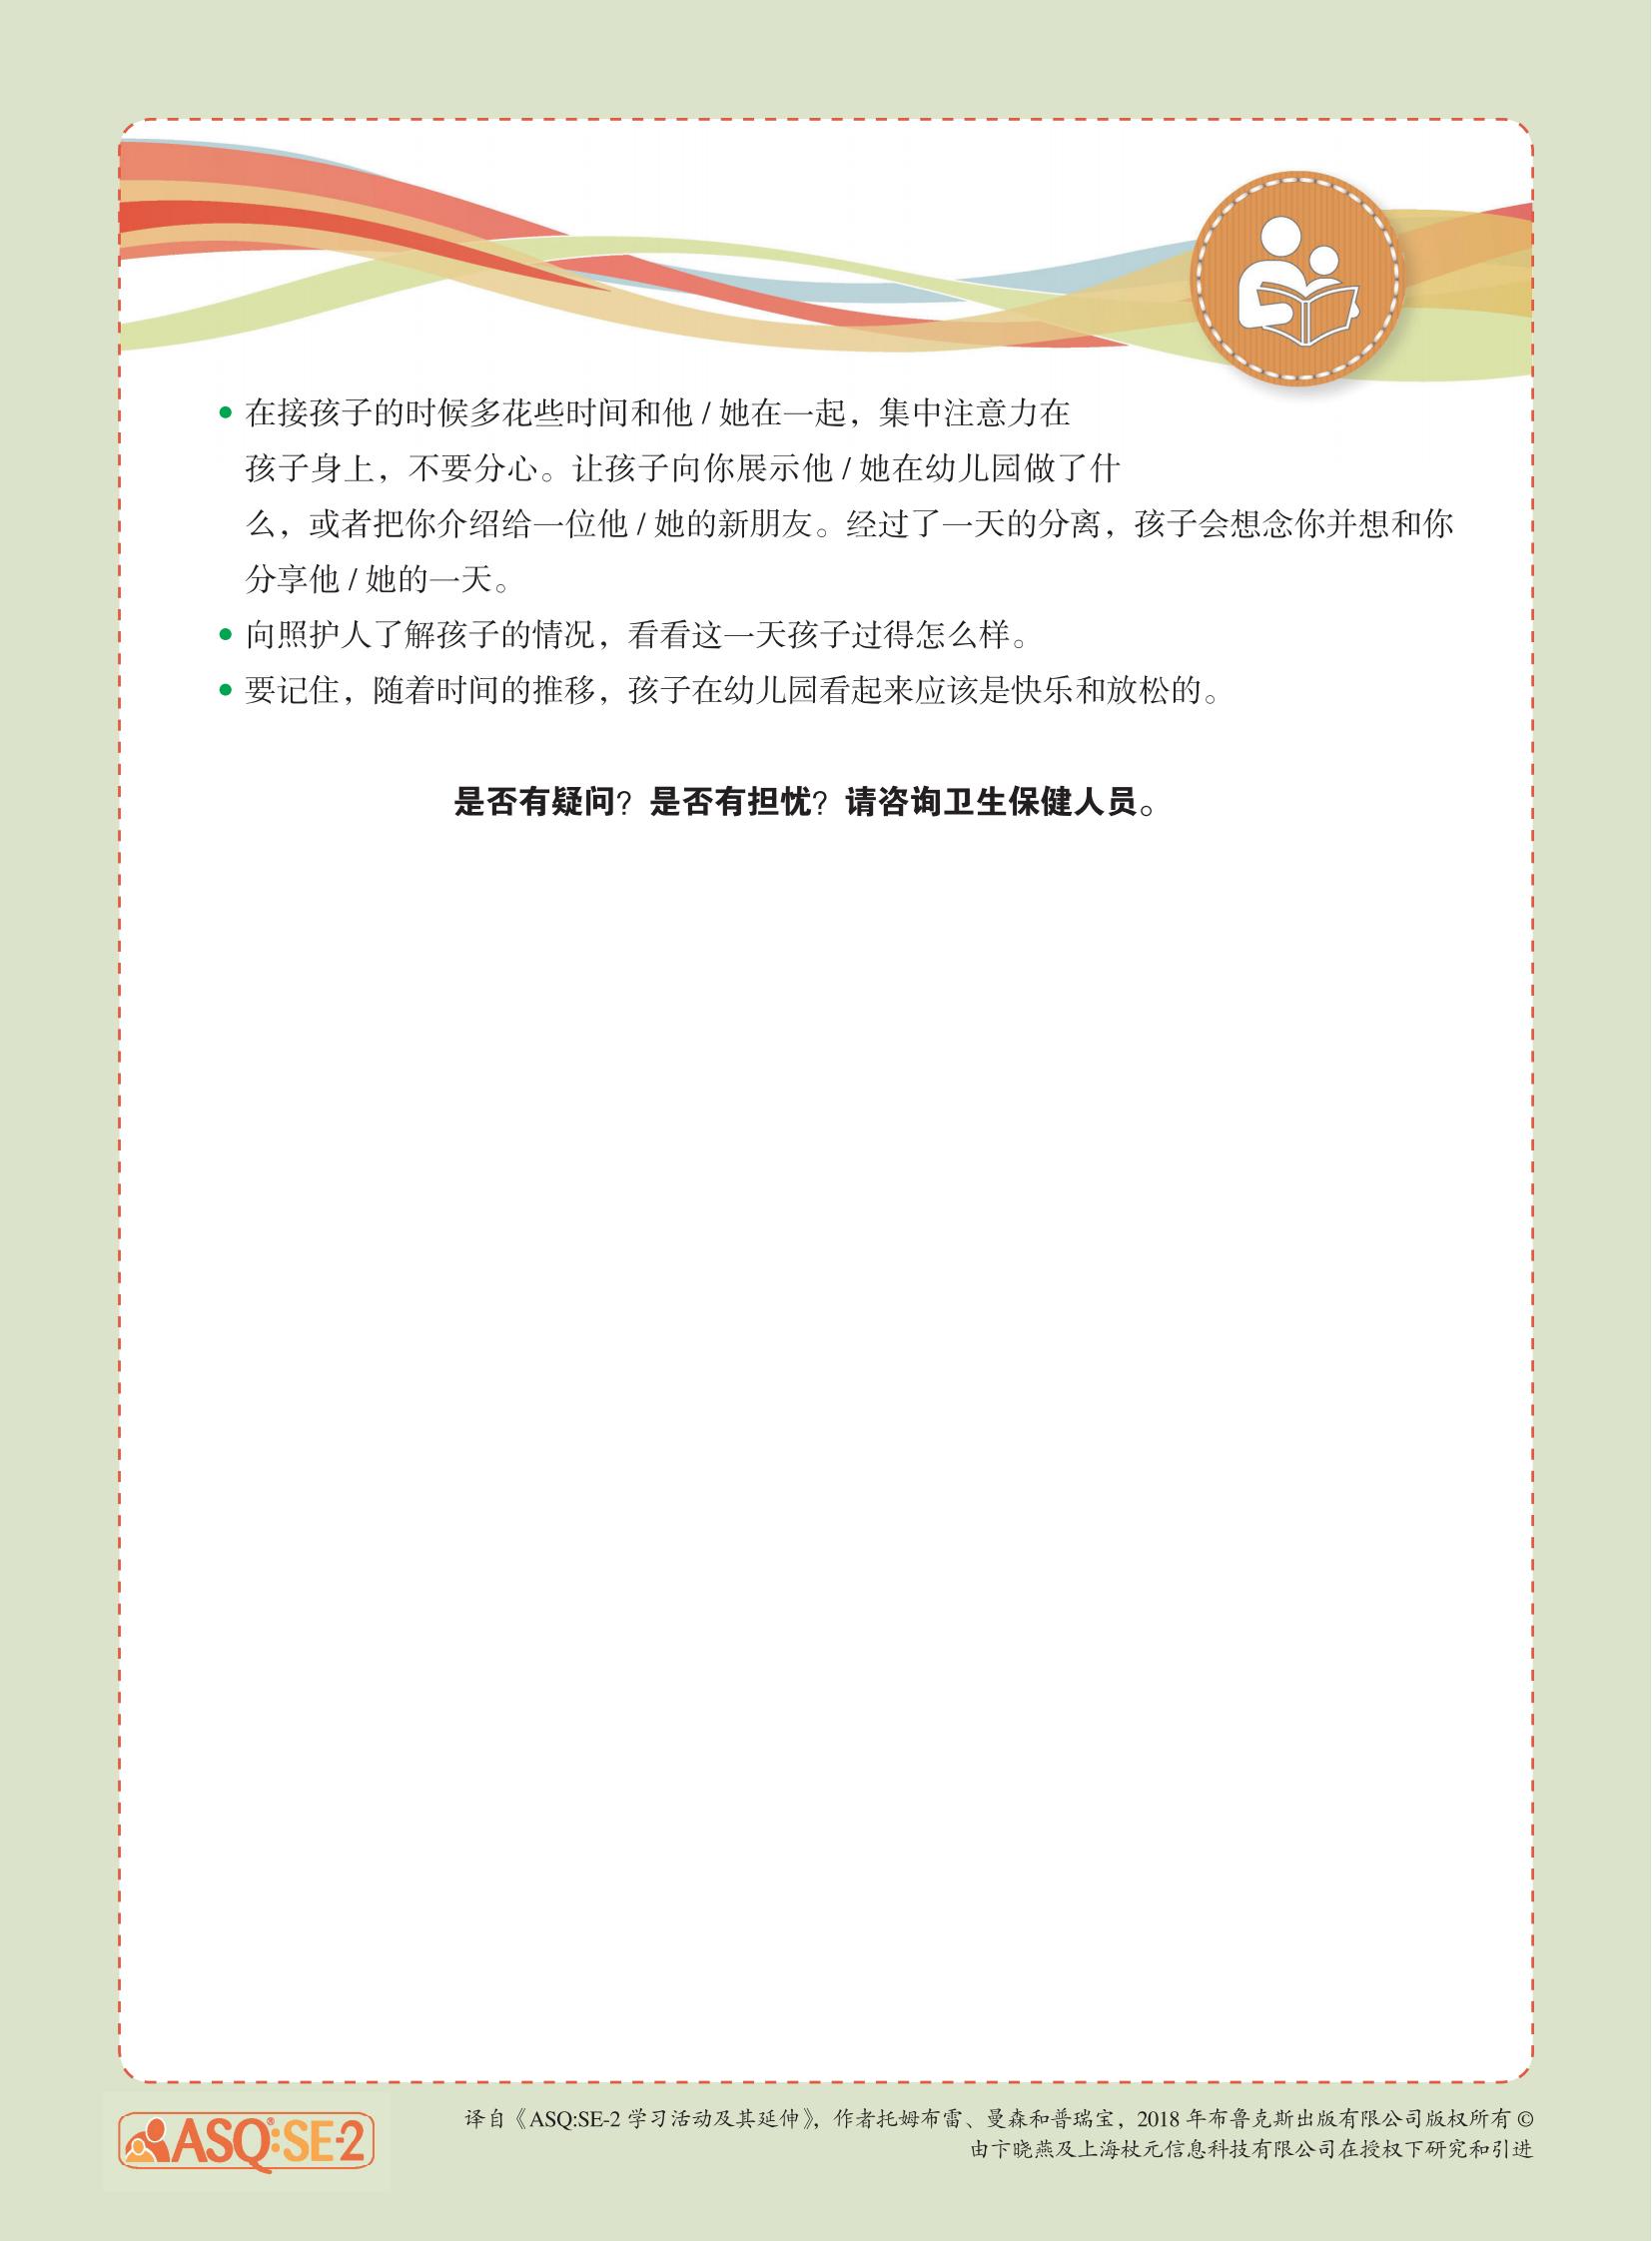 • 在接孩子的时候多花些时间和他 / 她在一起，集中注意力在
孩子身上，不要分心。让孩子向你展示他 / 她在幼儿园做了什
么，或者把你介绍给一位他 / 她的新朋友。经过了一天的分离，孩子会想念你并想和你
分享他 / 她的一天。
• 向照护人了解孩子的情况，看看这一天孩子过得怎么样。
• 要记住，随着时间的推移，孩子在幼儿园看起来应该是快乐和放松的。
是否有疑问？是否有担忧？请咨询卫生保健人员。
ASQ®:SE-2
译自《ASQ:SE-2 学习活动及其延伸》，作者托姆布雷、曼森和普瑞宝，2018 年布鲁克斯出版有限公司版权所有 ©
由卞晓燕及上海杖元信息科技有限公司在授权下研究和引进